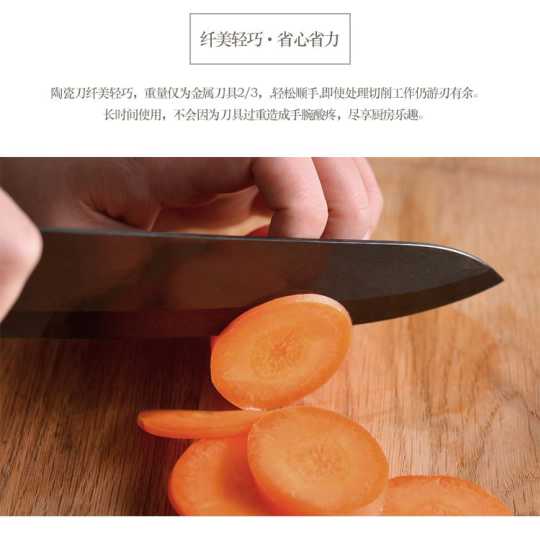 纤美轻巧·省心省力
陶瓷刀纤美轻巧，重量仅为金属刀具2/3，,轻松顺手,即使处理切削工作仍游刃有余。
长时间使用，不会因为刀具过重造成手腕酸疼，尽享厨房乐趣。